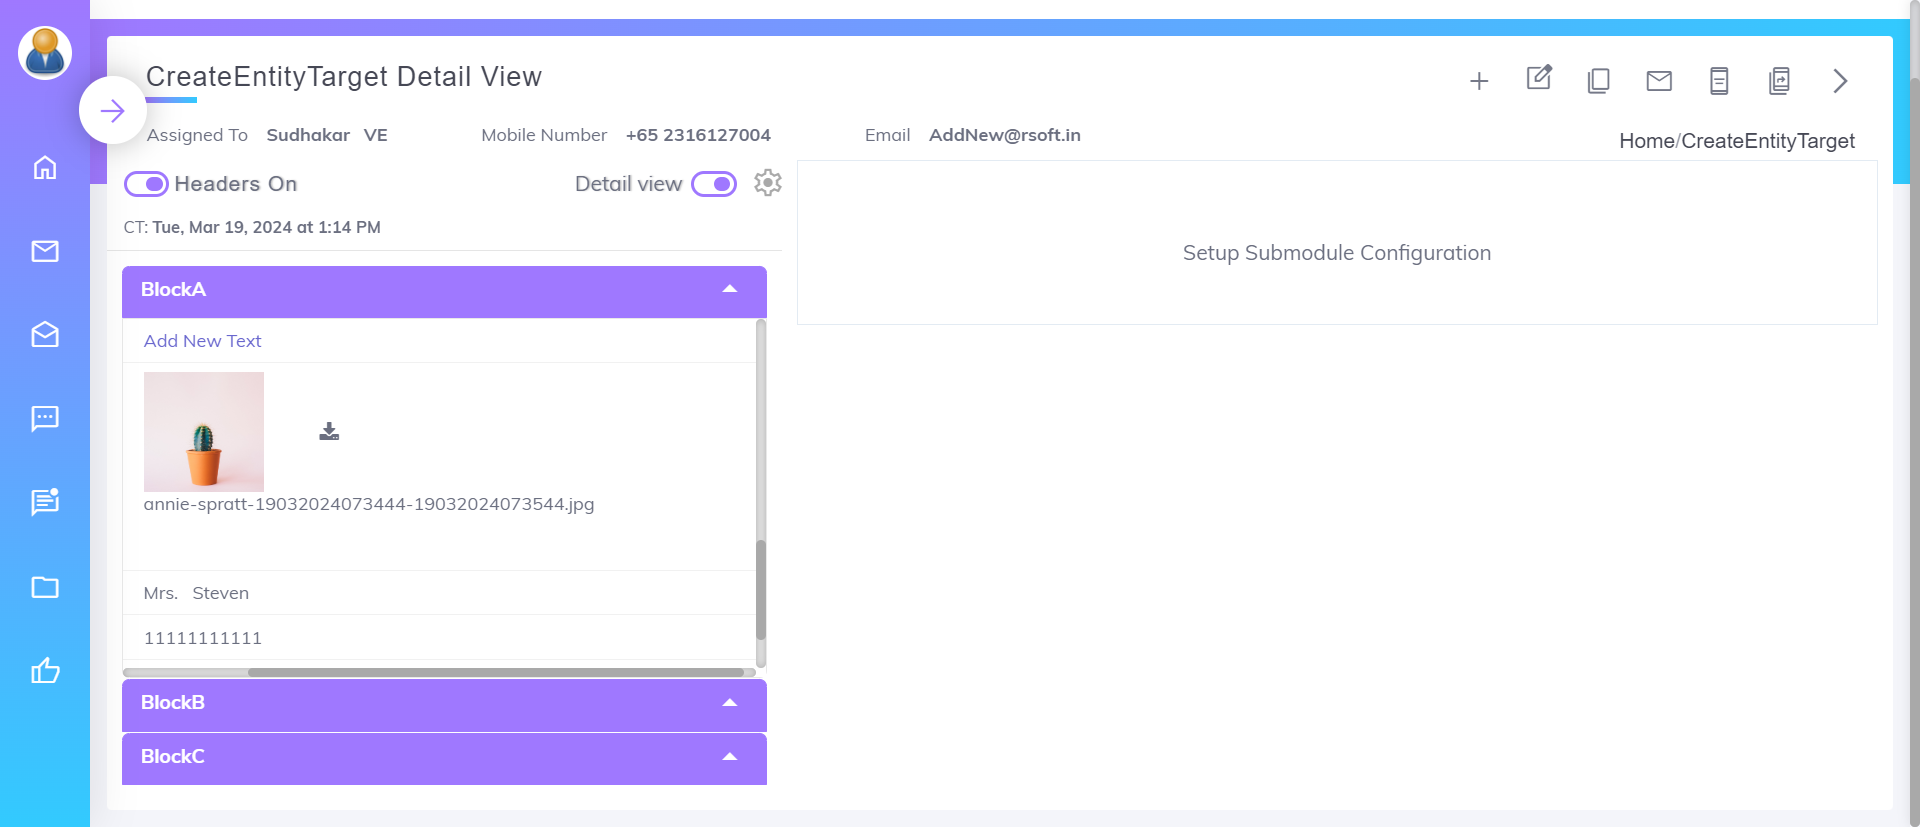 CreateEntityTarget Detail View
Assigned To Sudhakar VE Mobile Number +65 2316127004 Email AddNew@rsoft.in
Home/CreateEntityTarget
Headers On Detail view
CT: Tue, Mar 19, 2024 at 1:14 PM
Setup Submodule Configuration
BlockA
Add New Text
annie-spratt-19032024073444-19032024073544.jpg
Mrs. Steven
11111111111
BlockB
BlockC